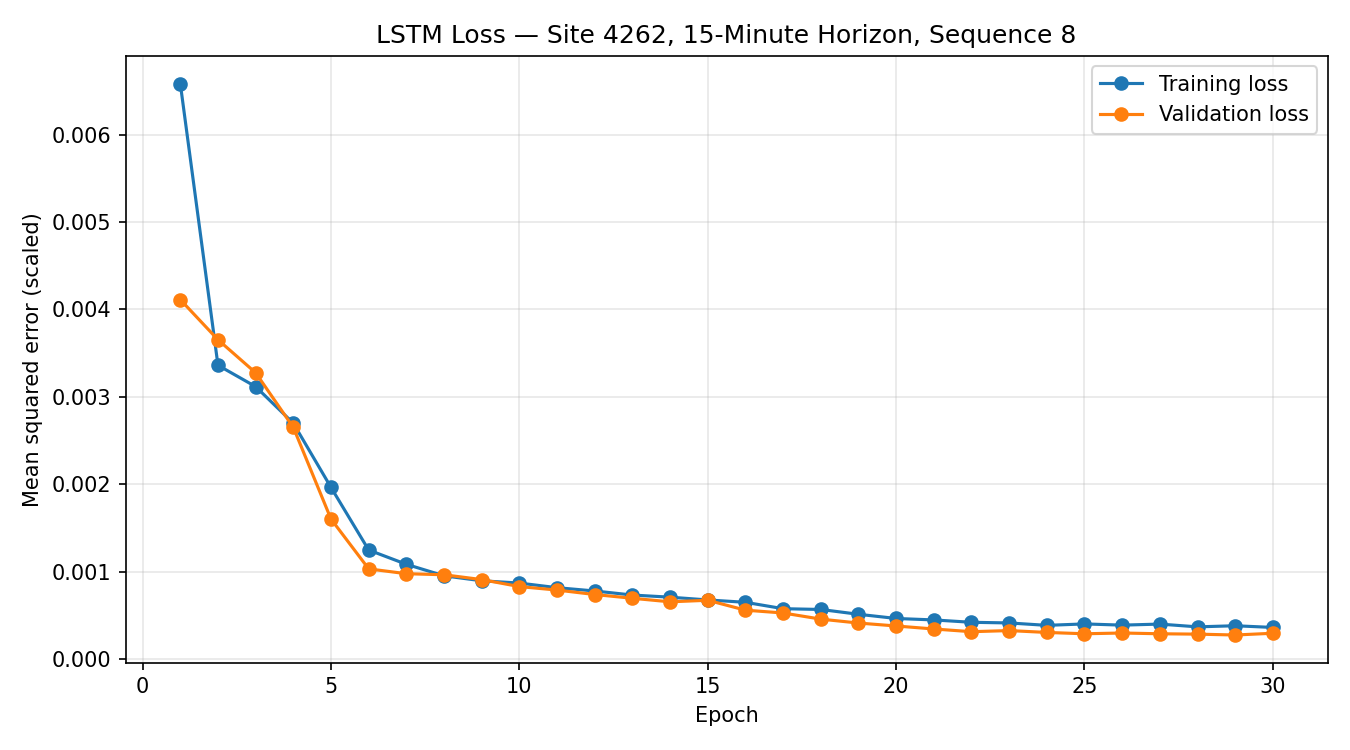 LSTM Loss — Site 4262, 15-Minute Horizon, Sequence 8
Training loss
Validation loss
Mean squared error (scaled)
0.006
0.005
0.004
0.003
0.002
0.001
0.000
0 5 10 15 20 25 30
Epoch